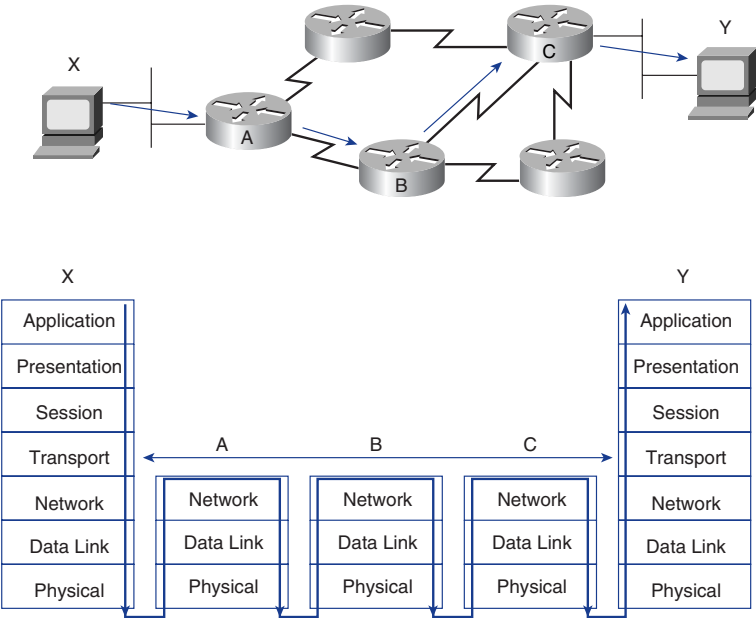 X
Y
C
A
B
X
Y
Application
Application
Presentation
Presentation
Session
Session
A
B
C
Transport
Transport
Network
Network
Network
Network
Network
Data Link
Data Link
Data Link
Data Link
Data Link
Physical
Physical
Physical
Physical
Physical